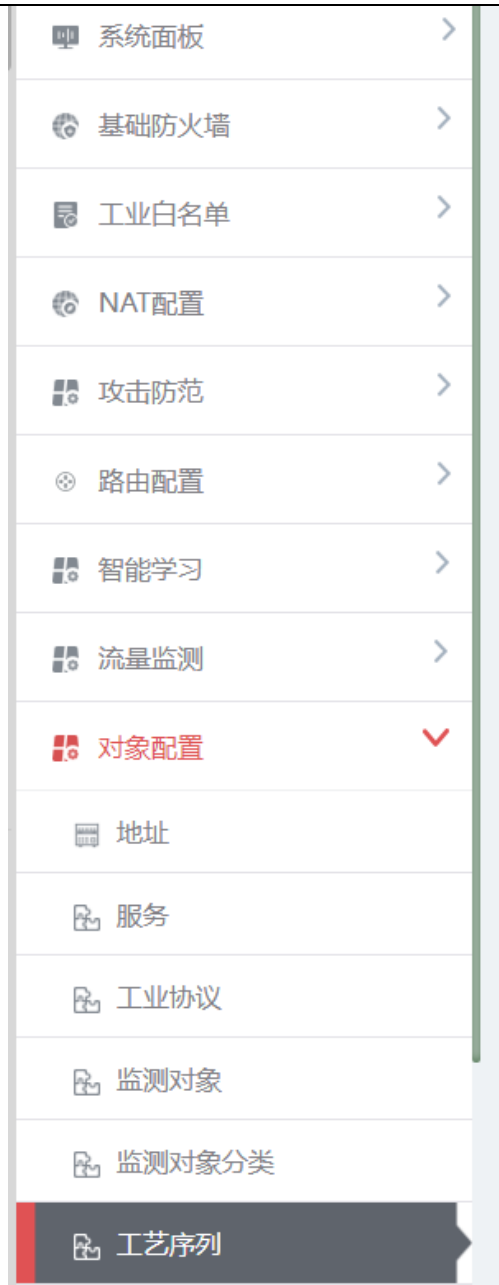 系统面板
基础防火墙
工业白名单
NAT配置
攻击防范
路由配置
智能学习
流量监测
对象配置
地址
服务
工业协议
监测对象
监测对象分类
工艺序列